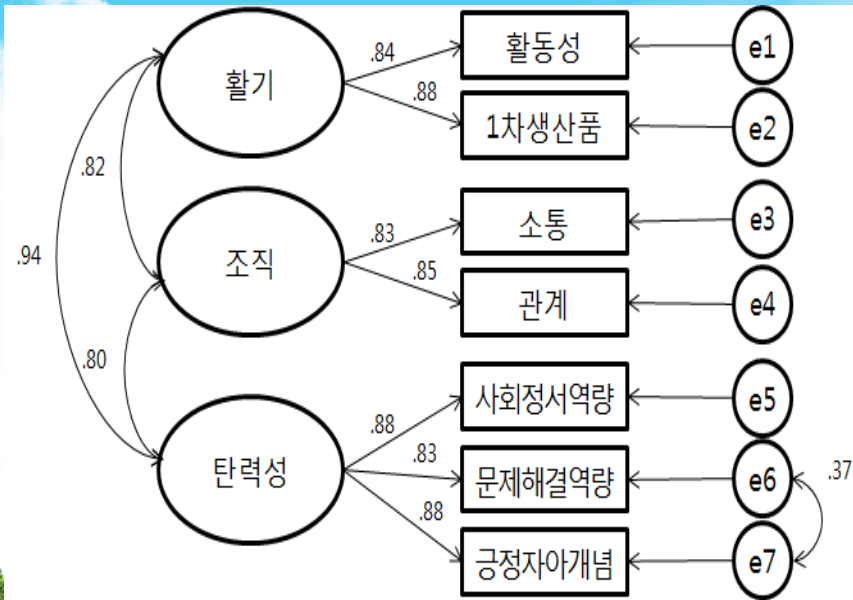 활기
.84
활동성
e1
.88
1차생산품
e2
.82
조직
.83
소통
e3
.85
관계
e4
.94
.80
탄력성
.88
사회정서역량
e5
.83
문제해결역량
e6
.37
.88
긍정자아개념
e7